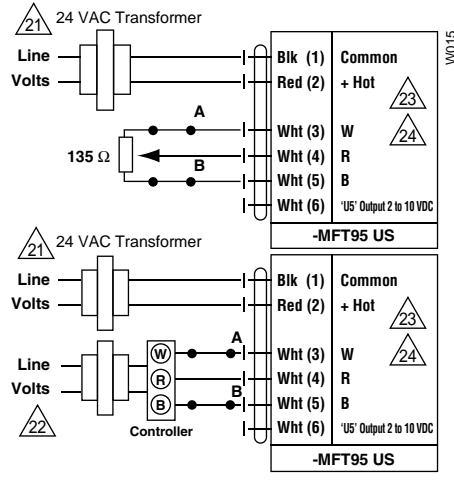 21 24 VAC Transformer
Line
Volts
Blk (1) Common
Red (2) + Hot
23
A
Wht (3) W
24
135 Ω
Wht (4) R
B
Wht (5) B
Wht (6) 'U5' Output 2 to 10 VDC
-MFT95 US
W015
21 24 VAC Transformer
Line
Volts
Blk (1) Common
Red (2) + Hot
23
A
W
Wht (3) W
24
Line
R
Wht (4) R
Volts
B
B
Wht (5) B
22
Controller
Wht (6) 'U5' Output 2 to 10 VDC
-MFT95 US